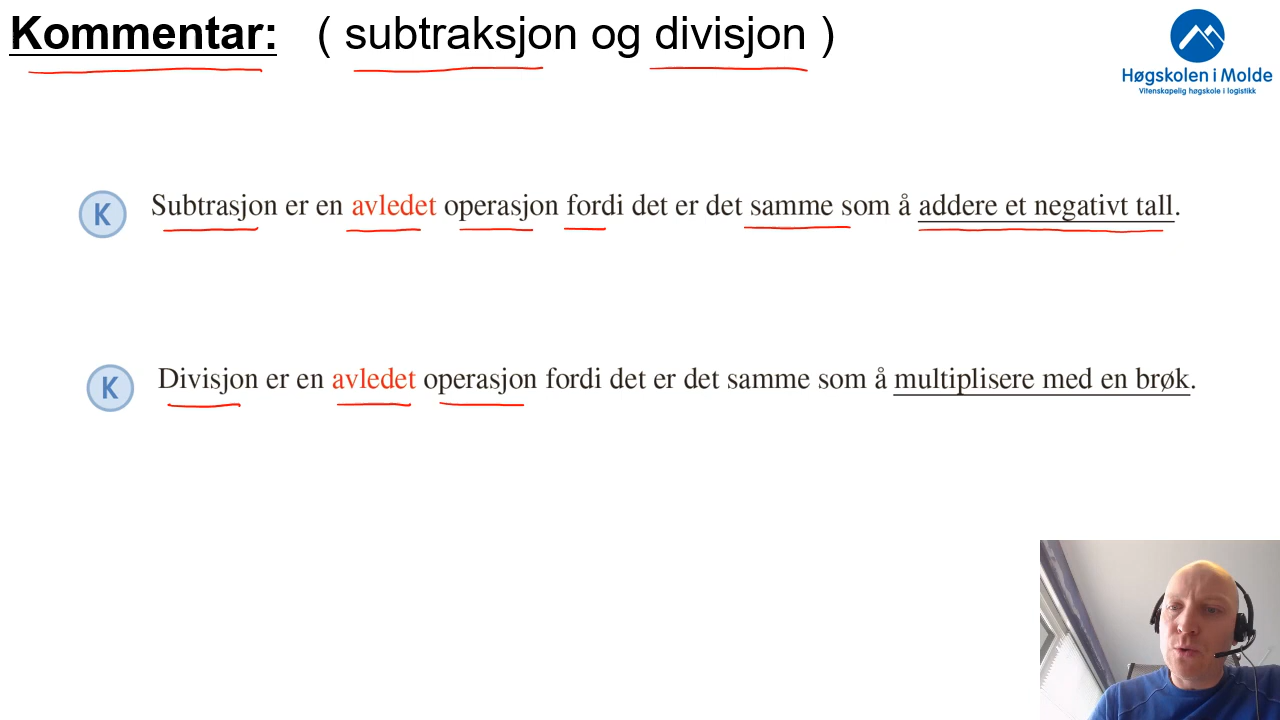 Kommentar: ( subtraksjon og divisjon )
Høgskolen i Molde
Vitenskapelig høgskole i logistikk
K Subtrasjon er en avledet operasjon fordi det er det samme som å addere et negativt tall.
K Divisjon er en avledet operasjon fordi det er det samme som å multiplisere med en brøk.